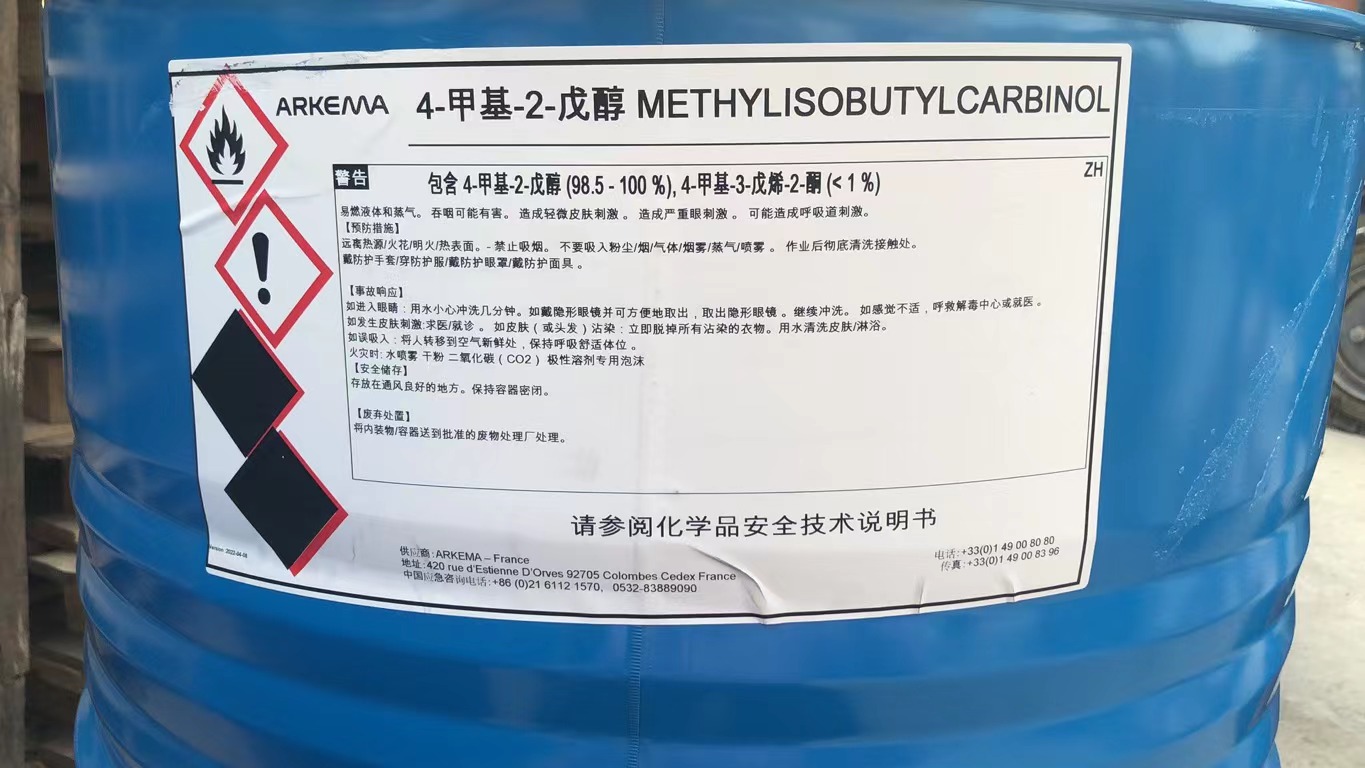 ARKEMA 4-甲基-2-戊醇 METHYLISOBUTYLCARBINOL
ZH
警告 包含 4-甲基-2-戊醇 (98.5 - 100 %), 4-甲基-3-戊烯-2-酮 (< 1 %)
易燃液体和蒸气。 吞咽可能有害。 造成轻微皮肤刺激 。 造成严重眼刺激 。 可能造成呼吸道刺激。
【预防措施】
远离热源/火花/明火/热表面。- 禁止吸烟。 不要吸入粉尘/烟/气体/烟雾/蒸气/喷雾 。 作业后彻底清洗接触处。
戴防护手套/穿防护服/戴防护眼罩/戴防护面具 。
【事故响应】
如进入眼睛：用水小心冲洗几分钟。如戴隐形眼镜并可方便地取出，取出隐形眼镜 。继续冲洗。 如感觉不适，呼救解毒中心或就医 。
如发生皮肤刺激:求医/就诊 。 如皮肤（或头发）沾染：立即脱掉所有沾染的衣物。用水清洗皮肤/淋浴。
如误吸入：将人转移到空气新鲜处，保持呼吸舒适体位 。
火灾时: 水喷雾 干粉 二氧化碳（CO2） 极性溶剂专用泡沫
【安全储存】
存放在通风良好的地方。保持容器密闭。
【废弃处置】
将内装物/容器送到批准的废物处理厂处理。
请参阅化学品安全技术说明书
Version: 2022-04-08
供应商: ARKEMA – France
地址: 420 rue d'Estienne D'Orves 92705 Colombes Cedex France
中国应急咨询电话: +86 (0)21 6112 1570, 0532-83889090
电话: +33(0)1 49 00 80 80
传真: +33(0)1 49 00 83 96